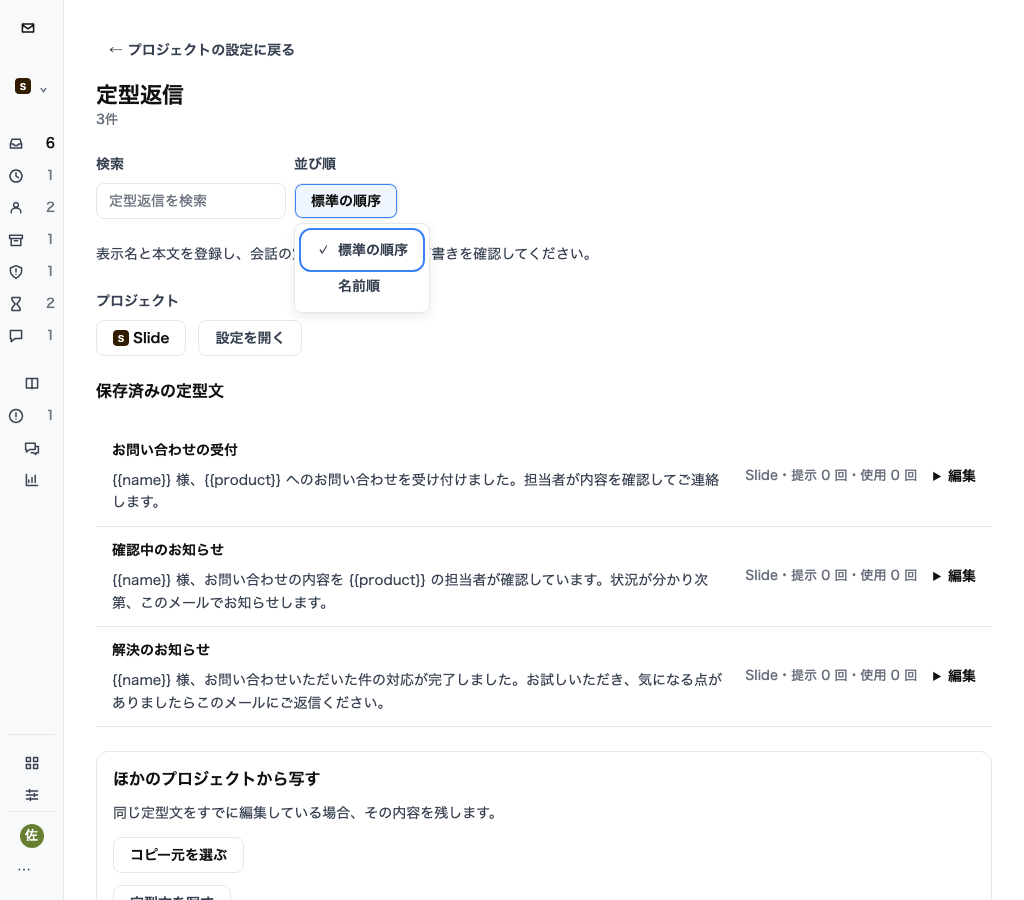 ← プロジェクトの設定に戻る
S
定型返信
3件
6
1
2
1
1
2
1
1
検索
並び順
定型返信を検索
標準の順序
✓ 標準の順序
名前順
表示名と本文を登録し、会話の
書きを確認してください。
プロジェクト
S Slide
設定を開く
保存済みの定型文
お問い合わせの受付
{{name}} 様、{{product}} へのお問い合わせを受け付けました。担当者が内容を確認してご連絡
します。
Slide・提示 0 回・使用 0 回
▶ 編集
確認中のお知らせ
{{name}} 様、お問い合わせの内容を {{product}} の担当者が確認しています。状況が分かり次
第、このメールでお知らせします。
Slide・提示 0 回・使用 0 回
▶ 編集
解決のお知らせ
{{name}} 様、お問い合わせいただいた件の対応が完了しました。お試しいただき、気になる点が
ありましたらこのメールにご返信ください。
Slide・提示 0 回・使用 0 回
▶ 編集
ほかのプロジェクトから写す
同じ定型文をすでに編集している場合、その内容を残します。
コピー元を選ぶ
定型文を写す
佐
…